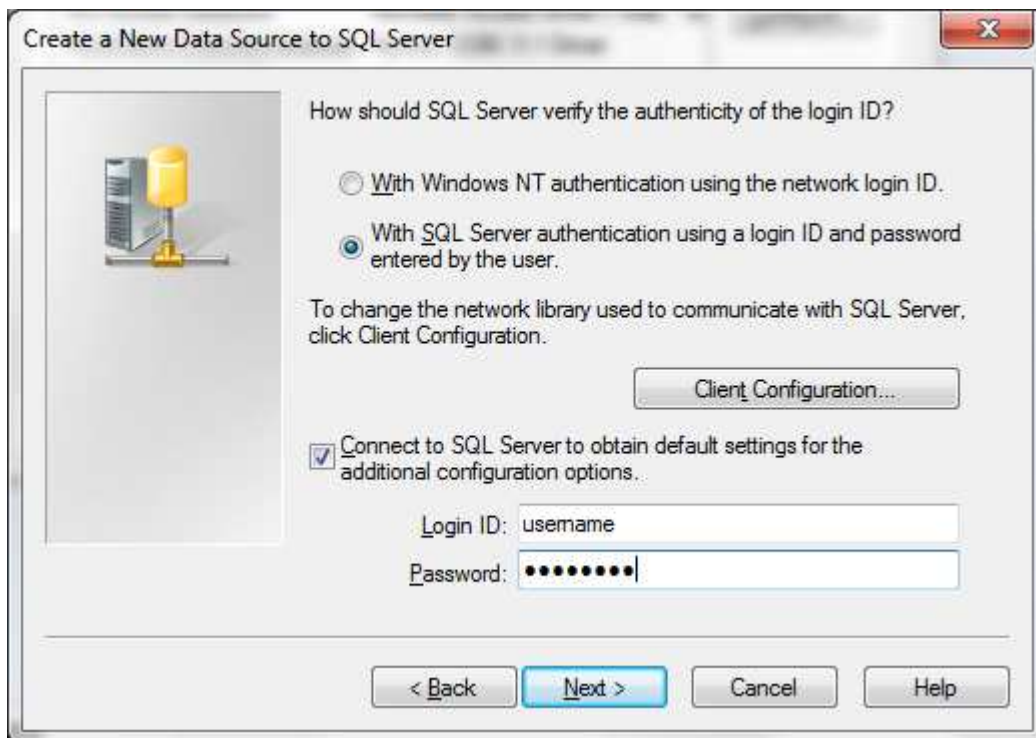 Create a New Data Source to SQL Server
How should SQL Server verify the authenticity of the login ID?
With Windows NT authentication using the network login ID.
With SQL Server authentication using a login ID and password
entered by the user.
To change the network library used to communicate with SQL Server,
click Client Configuration.
Client Configuration...
Connect to SQL Server to obtain default settings for the
additional configuration options.
Login ID: username
Password: ●●●●●●●●
< Back Next > Cancel Help